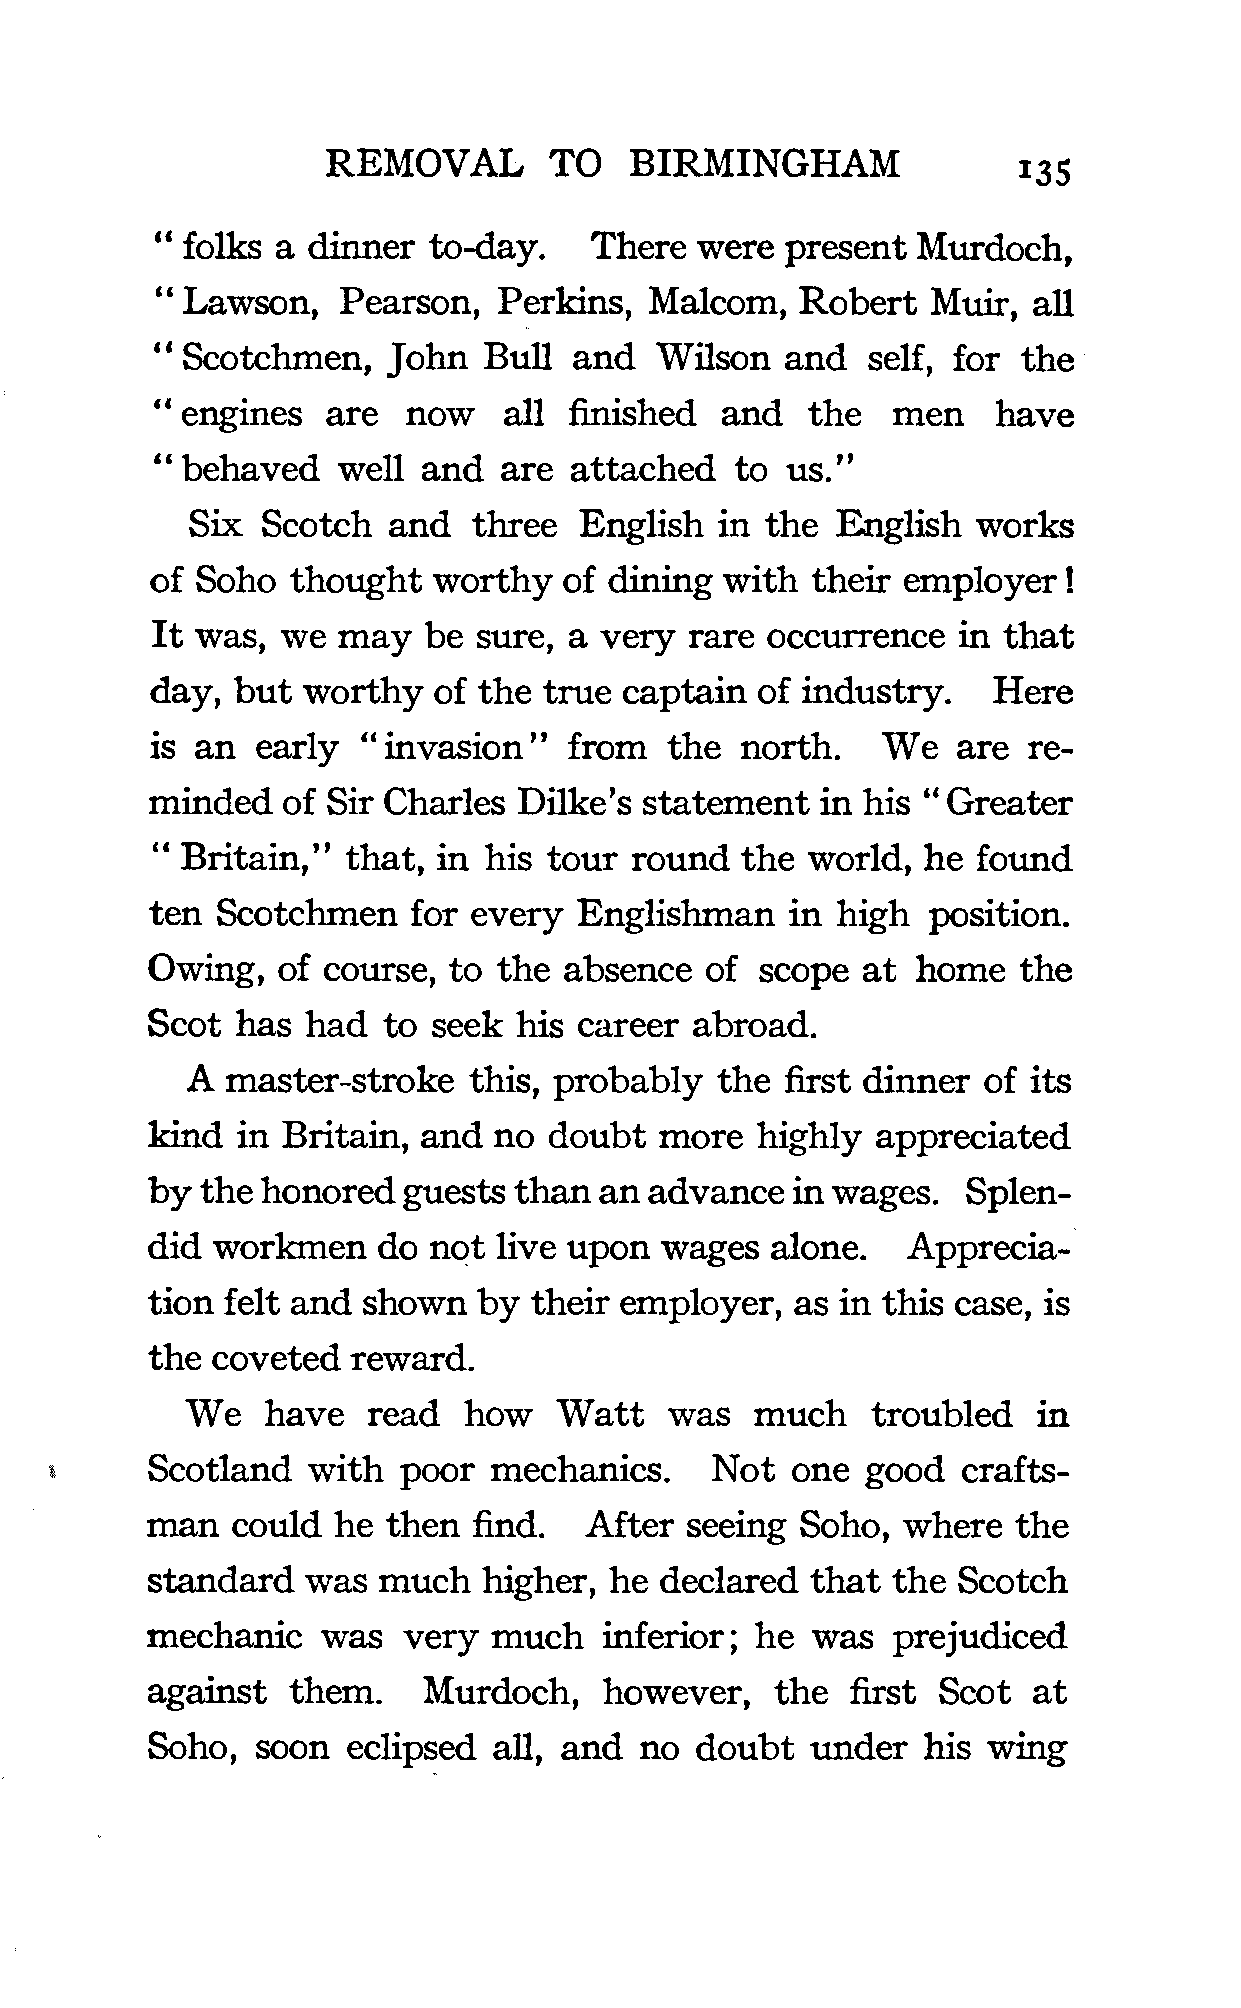 REMOVAL TO BIRMINGHAM 135
“ folks a dinner to-day. There were present Murdoch,
“ Lawson, Pearson, Perkins, Malcom, Robert Muir, all
“ Scotchmen, John Bull and Wilson and self, for the
“ engines are now all finished and the men have
“ behaved well and are attached to us.”
Six Scotch and three English in the English works
of Soho thought worthy of dining with their employer !
It was, we may be sure, a very rare occurrence in that
day, but worthy of the true captain of industry. Here
is an early “ invasion ” from the north. We are re-
minded of Sir Charles Dilke's statement in his “ Greater
“ Britain,” that, in his tour round the world, he found
ten Scotchmen for every Englishman in high position.
Owing, of course, to the absence of scope at home the
Scot has had to seek his career abroad.
A master-stroke this, probably the first dinner of its
kind in Britain, and no doubt more highly appreciated
by the honored guests than an advance in wages. Splen-
did workmen do not live upon wages alone. Apprecia-
tion felt and shown by their employer, as in this case, is
the coveted reward.
We have read how Watt was much troubled in
Scotland with poor mechanics. Not one good crafts-
man could he then find. After seeing Soho, where the
standard was much higher, he declared that the Scotch
mechanic was very much inferior; he was prejudiced
against them. Murdoch, however, the first Scot at
Soho, soon eclipsed all, and no doubt under his wing